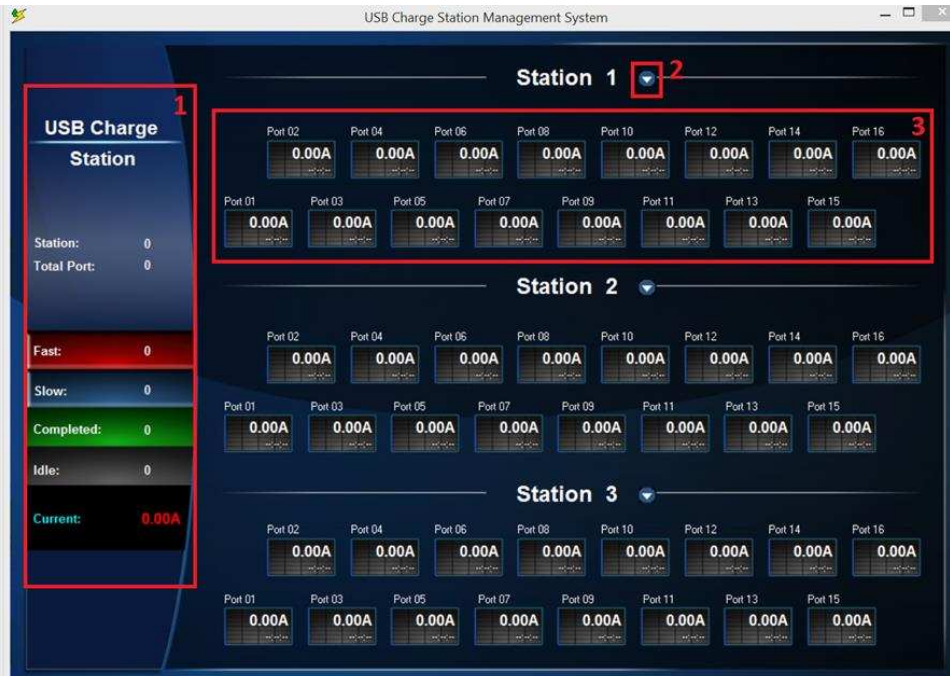 USB Charge Station Management System
1
USB Charge
Station
Station: 0
Total Port: 0
Fast: 0
Slow: 0
Completed: 0
Idle: 0
Current: 0.00A
Station 1 2
3
Port 02 Port 04 Port 06 Port 08 Port 10 Port 12 Port 14 Port 16
0.00A 0.00A 0.00A 0.00A 0.00A 0.00A 0.00A 0.00A
--:--:-- --:--:-- --:--:-- --:--:-- --:--:-- --:--:-- --:--:-- --:--:--
Port 01 Port 03 Port 05 Port 07 Port 09 Port 11 Port 13 Port 15
0.00A 0.00A 0.00A 0.00A 0.00A 0.00A 0.00A 0.00A
--:--:-- --:--:-- --:--:-- --:--:-- --:--:-- --:--:-- --:--:-- --:--:--
Station 2
Port 02 Port 04 Port 06 Port 08 Port 10 Port 12 Port 14 Port 16
0.00A 0.00A 0.00A 0.00A 0.00A 0.00A 0.00A 0.00A
--:--:-- --:--:-- --:--:-- --:--:-- --:--:-- --:--:-- --:--:-- --:--:--
Port 01 Port 03 Port 05 Port 07 Port 09 Port 11 Port 13 Port 15
0.00A 0.00A 0.00A 0.00A 0.00A 0.00A 0.00A 0.00A
--:--:-- --:--:-- --:--:-- --:--:-- --:--:-- --:--:-- --:--:-- --:--:--
Station 3
Port 02 Port 04 Port 06 Port 08 Port 10 Port 12 Port 14 Port 16
0.00A 0.00A 0.00A 0.00A 0.00A 0.00A 0.00A 0.00A
--:--:-- --:--:-- --:--:-- --:--:-- --:--:-- --:--:-- --:--:-- --:--:--
Port 01 Port 03 Port 05 Port 07 Port 09 Port 11 Port 13 Port 15
0.00A 0.00A 0.00A 0.00A 0.00A 0.00A 0.00A 0.00A
--:--:-- --:--:-- --:--:-- --:--:-- --:--:-- --:--:-- --:--:-- --:--:--